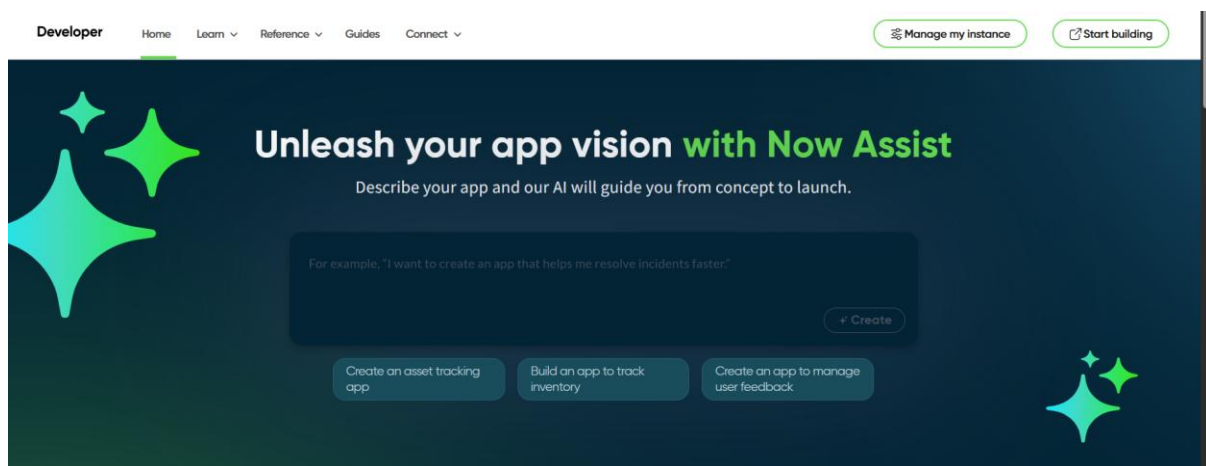 Developer Home Learn Reference Guides Connect Manage my instance Start building
Unleash your app vision with Now Assist
Describe your app and our AI will guide you from concept to launch.
For example, "I want to create an app that helps me resolve incidents faster."
Create
Create an asset tracking
app
Build an app to track
inventory
Create an app to manage
user feedback